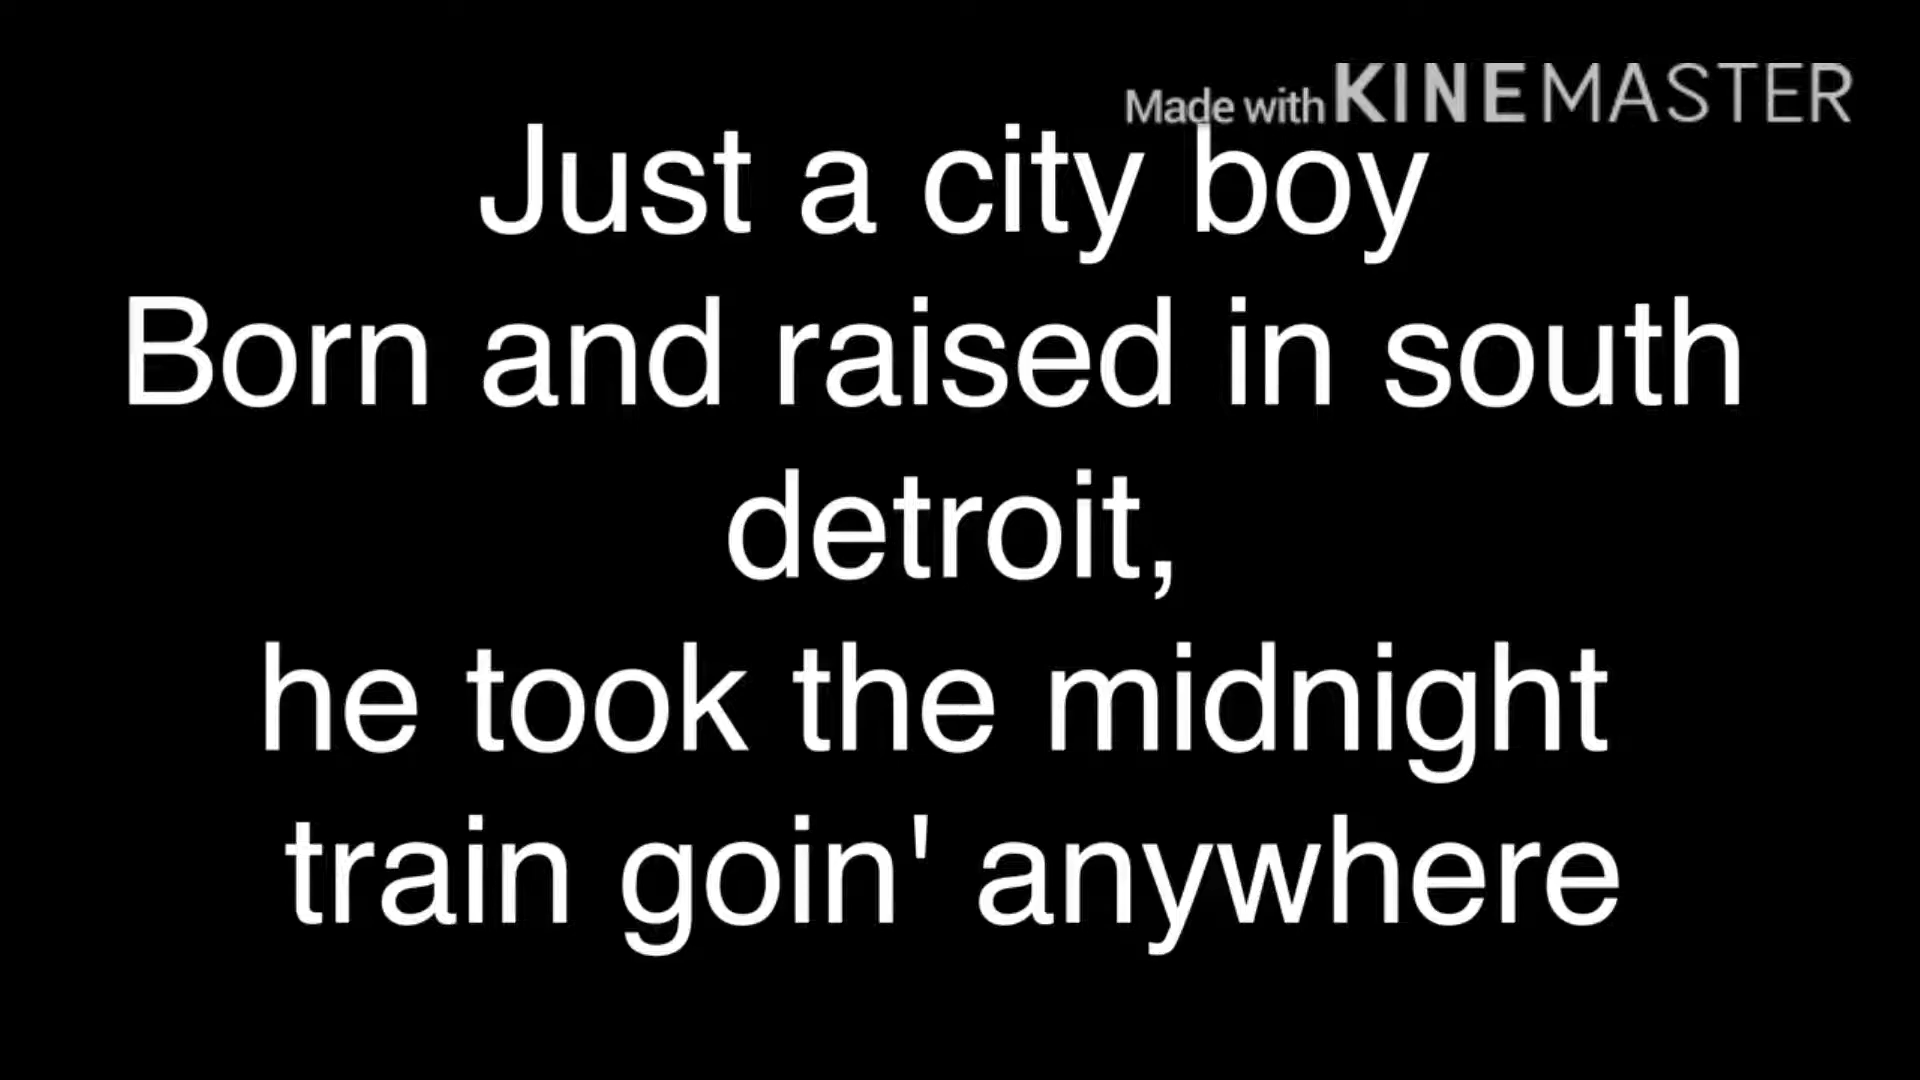 Made with KINEMASTER
Just a city boy
Born and raised in south
detroit,
he took the midnight
train goin' anywhere